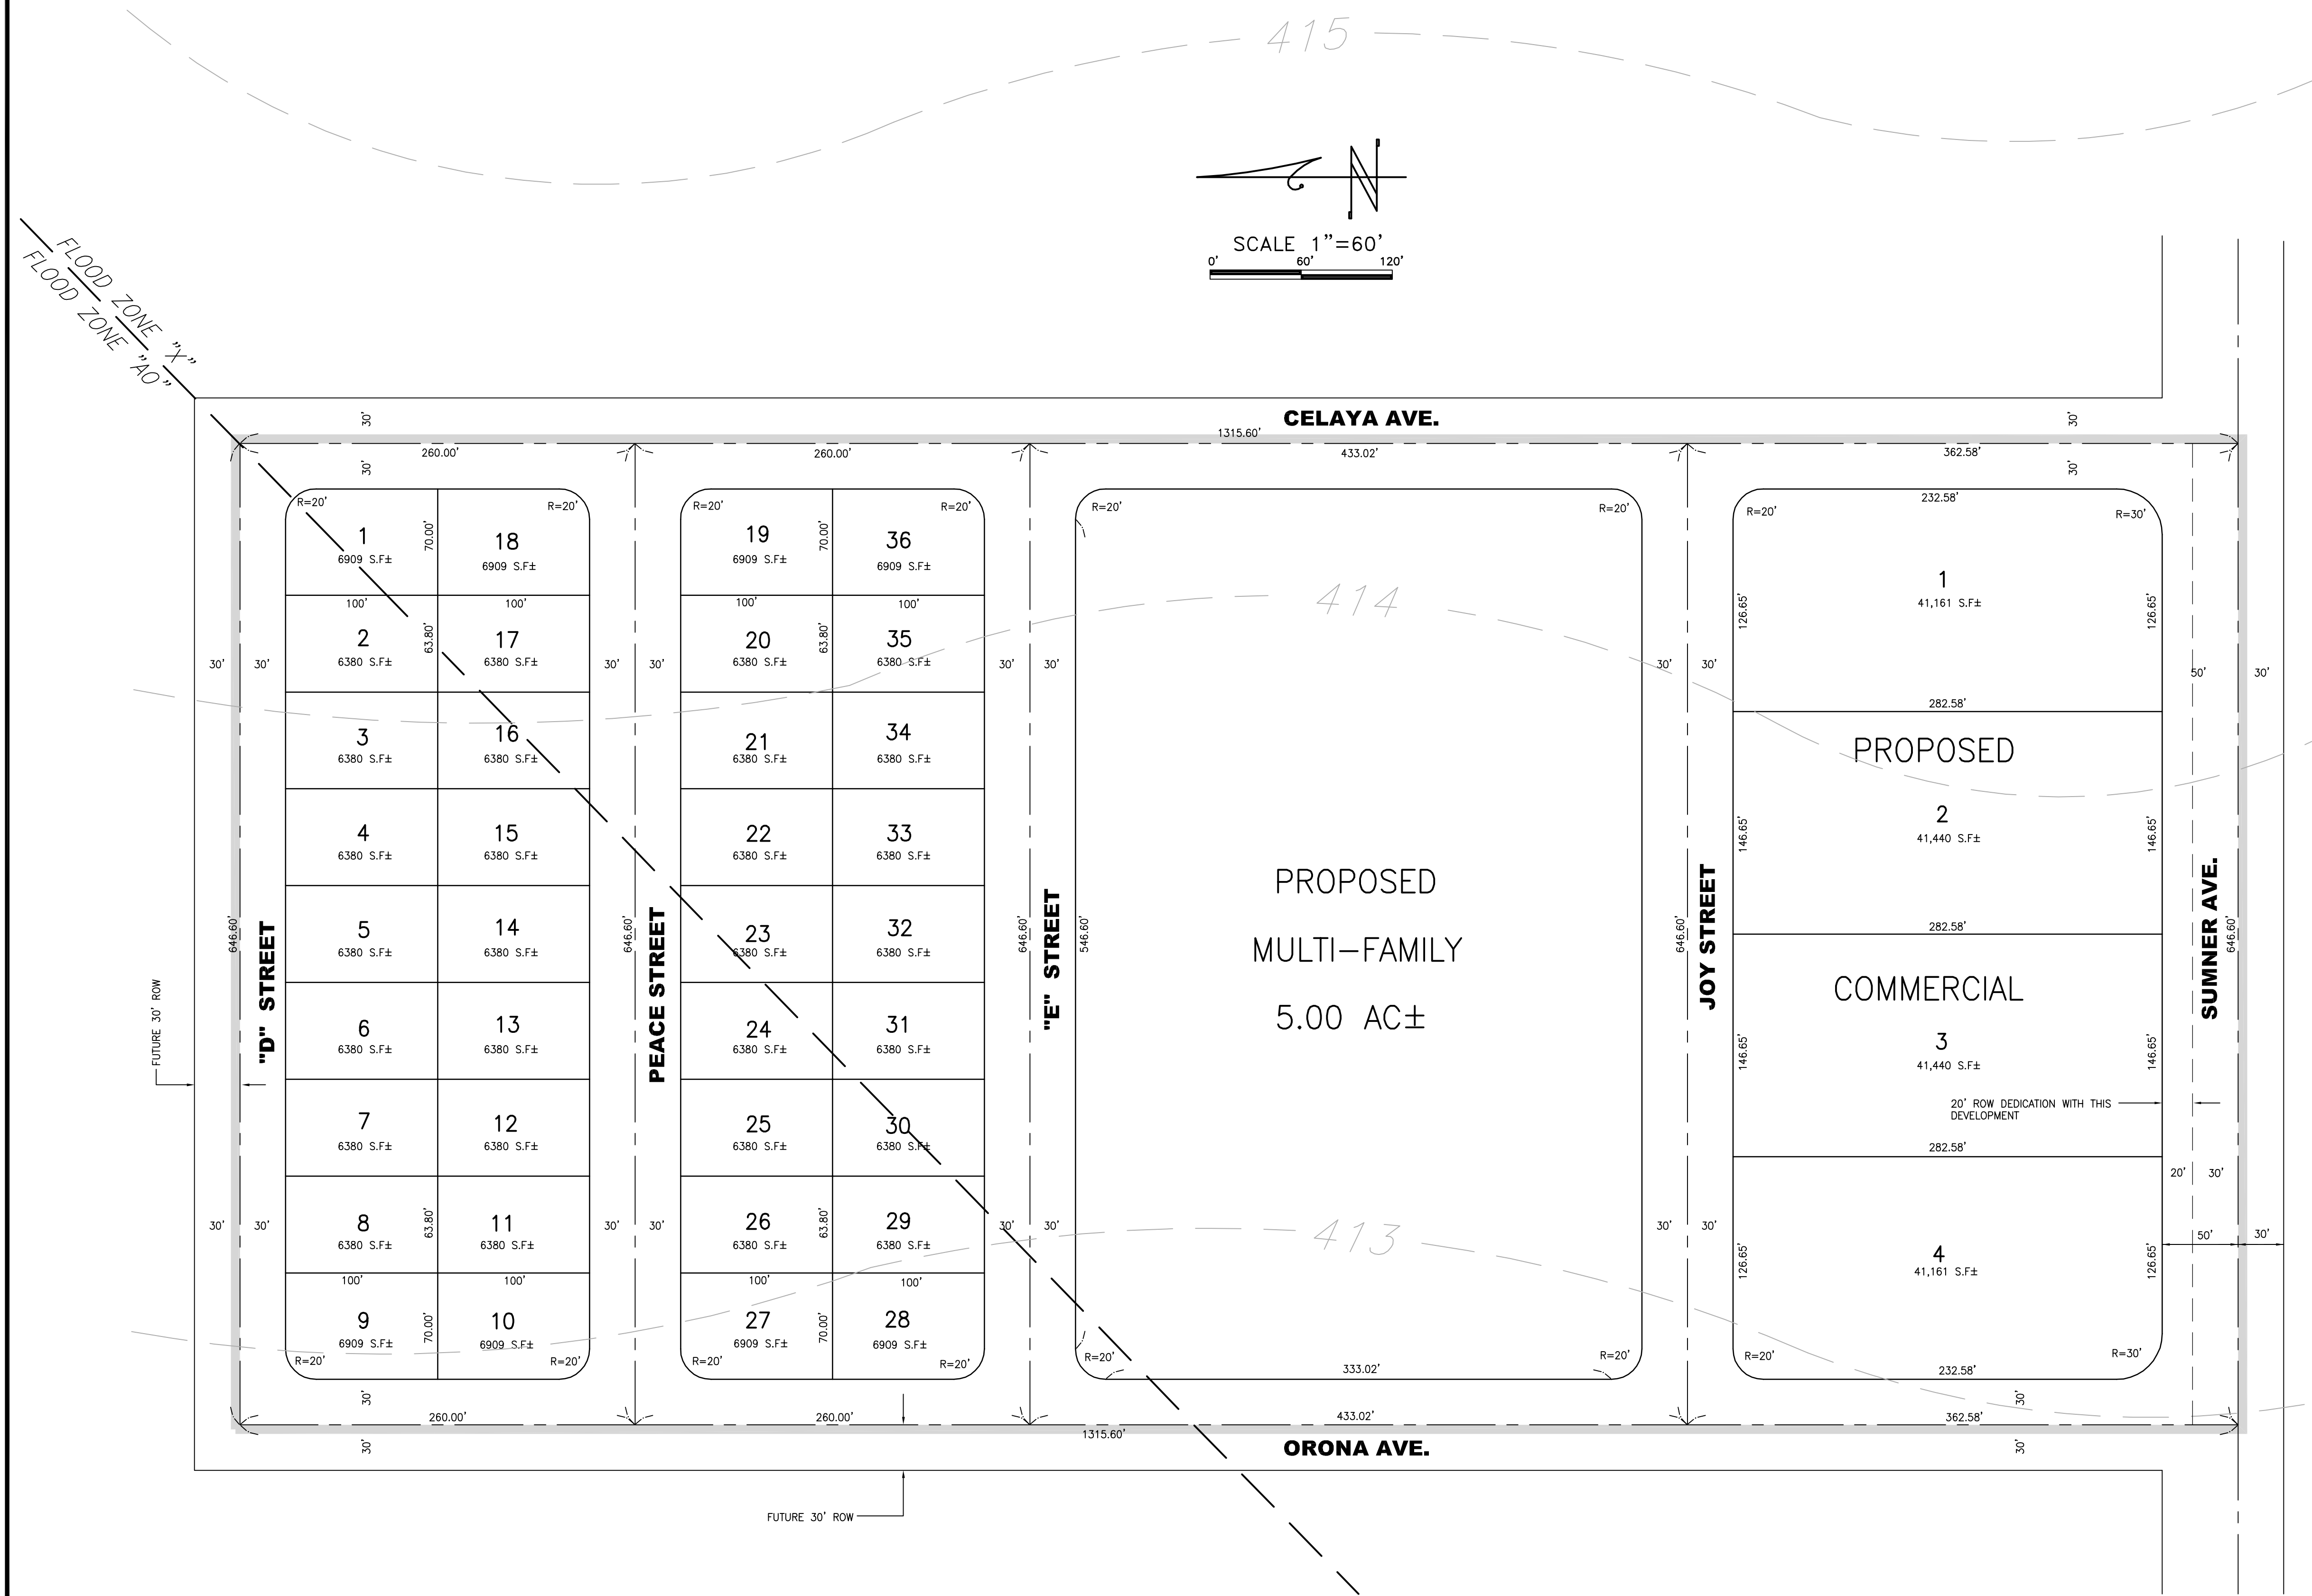 415
SCALE 1"=60'
0' 60' 120'
FLOOD ZONE "X"
FLOOD ZONE "AO"
CELAYA AVE.
30' 30'
1315.60'
260.00' 260.00' 433.02' 362.58'
30' 30'
R=20' R=20' R=20' R=20' R=20' R=20' R=20' 232.58' R=30'
1
6909 S.F±
70.00'
18
6909 S.F±
19
6909 S.F±
70.00'
36
6909 S.F±
1
41,161 S.F±
126.65' 126.65'
100' 100' 100' 100'
414
2
6380 S.F±
63.80'
17
6380 S.F±
20
6380 S.F±
63.80'
35
6380 S.F±
30' 30' 30' 30' 30' 30' 30' 30' 50' 30'
282.58'
3
6380 S.F±
16
6380 S.F±
21
6380 S.F±
34
6380 S.F±
PROPOSED
4
6380 S.F±
15
6380 S.F±
22
6380 S.F±
33
6380 S.F±
2
41,440 S.F±
146.65' 146.65'
PROPOSED
MULTI-FAMILY
5.00 AC±
5
6380 S.F±
14
6380 S.F±
23
6380 S.F±
32
6380 S.F±
282.58'
646.60' 646.60' 646.60' 546.60' 646.60' 646.60'
"D" STREET
PEACE STREET
"E" STREET
JOY STREET
SUMNER AVE.
COMMERCIAL
FUTURE 30' ROW
6
6380 S.F±
13
6380 S.F±
24
6380 S.F±
31
6380 S.F±
3
41,440 S.F±
146.65' 146.65'
20' ROW DEDICATION WITH THIS
DEVELOPMENT
7
6380 S.F±
12
6380 S.F±
25
6380 S.F±
30
6380 S.F±
282.58'
20' 30'
8
6380 S.F±
63.80'
11
6380 S.F±
26
6380 S.F±
63.80'
29
6380 S.F±
30' 30' 30' 30' 30' 30' 30' 30' 50' 30'
413
4
41,161 S.F±
126.65' 126.65'
100' 100' 100' 100'
9
6909 S.F±
70.00'
10
6909 S.F±
27
6909 S.F±
70.00'
28
6909 S.F±
R=20' R=20' R=20' R=20' R=20' 333.02' R=20' R=20' 232.58' R=30'
30' 30'
260.00' 260.00' 433.02' 362.58'
1315.60'
30' 30'
ORONA AVE.
FUTURE 30' ROW
N